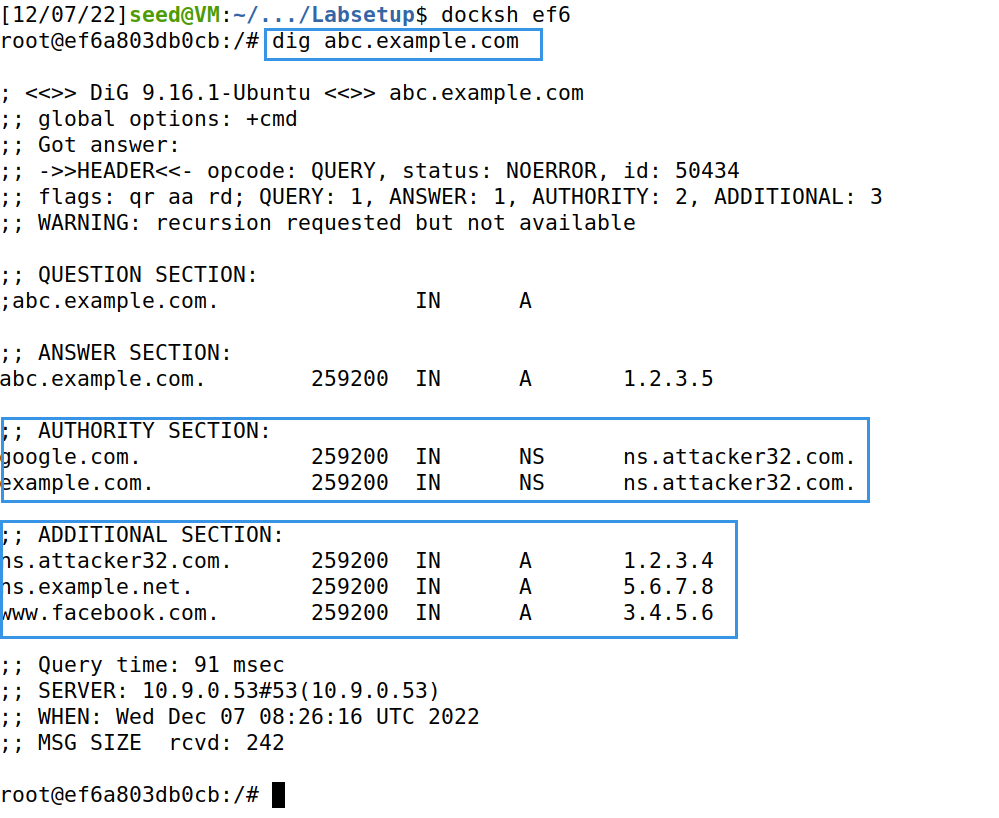 [12/07/22]seed@VM:~/.../Labsetup$ docksh ef6
root@ef6a803db0cb:/# dig abc.example.com

; <<>> DiG 9.16.1-Ubuntu <<>> abc.example.com
;; global options: +cmd
;; Got answer:
;; ->>HEADER<<- opcode: QUERY, status: NOERROR, id: 50434
;; flags: qr aa rd; QUERY: 1, ANSWER: 1, AUTHORITY: 2, ADDITIONAL: 3
;; WARNING: recursion requested but not available

;; QUESTION SECTION:
;abc.example.com.               IN      A

;; ANSWER SECTION:
abc.example.com.        259200  IN      A       1.2.3.5

;; AUTHORITY SECTION:
google.com.             259200  IN      NS      ns.attacker32.com.
example.com.            259200  IN      NS      ns.attacker32.com.

;; ADDITIONAL SECTION:
ns.attacker32.com.      259200  IN      A       1.2.3.4
ns.example.net.         259200  IN      A       5.6.7.8
www.facebook.com.       259200  IN      A       3.4.5.6

;; Query time: 91 msec
;; SERVER: 10.9.0.53#53(10.9.0.53)
;; WHEN: Wed Dec 07 08:26:16 UTC 2022
;; MSG SIZE  rcvd: 242

root@ef6a803db0cb:/#